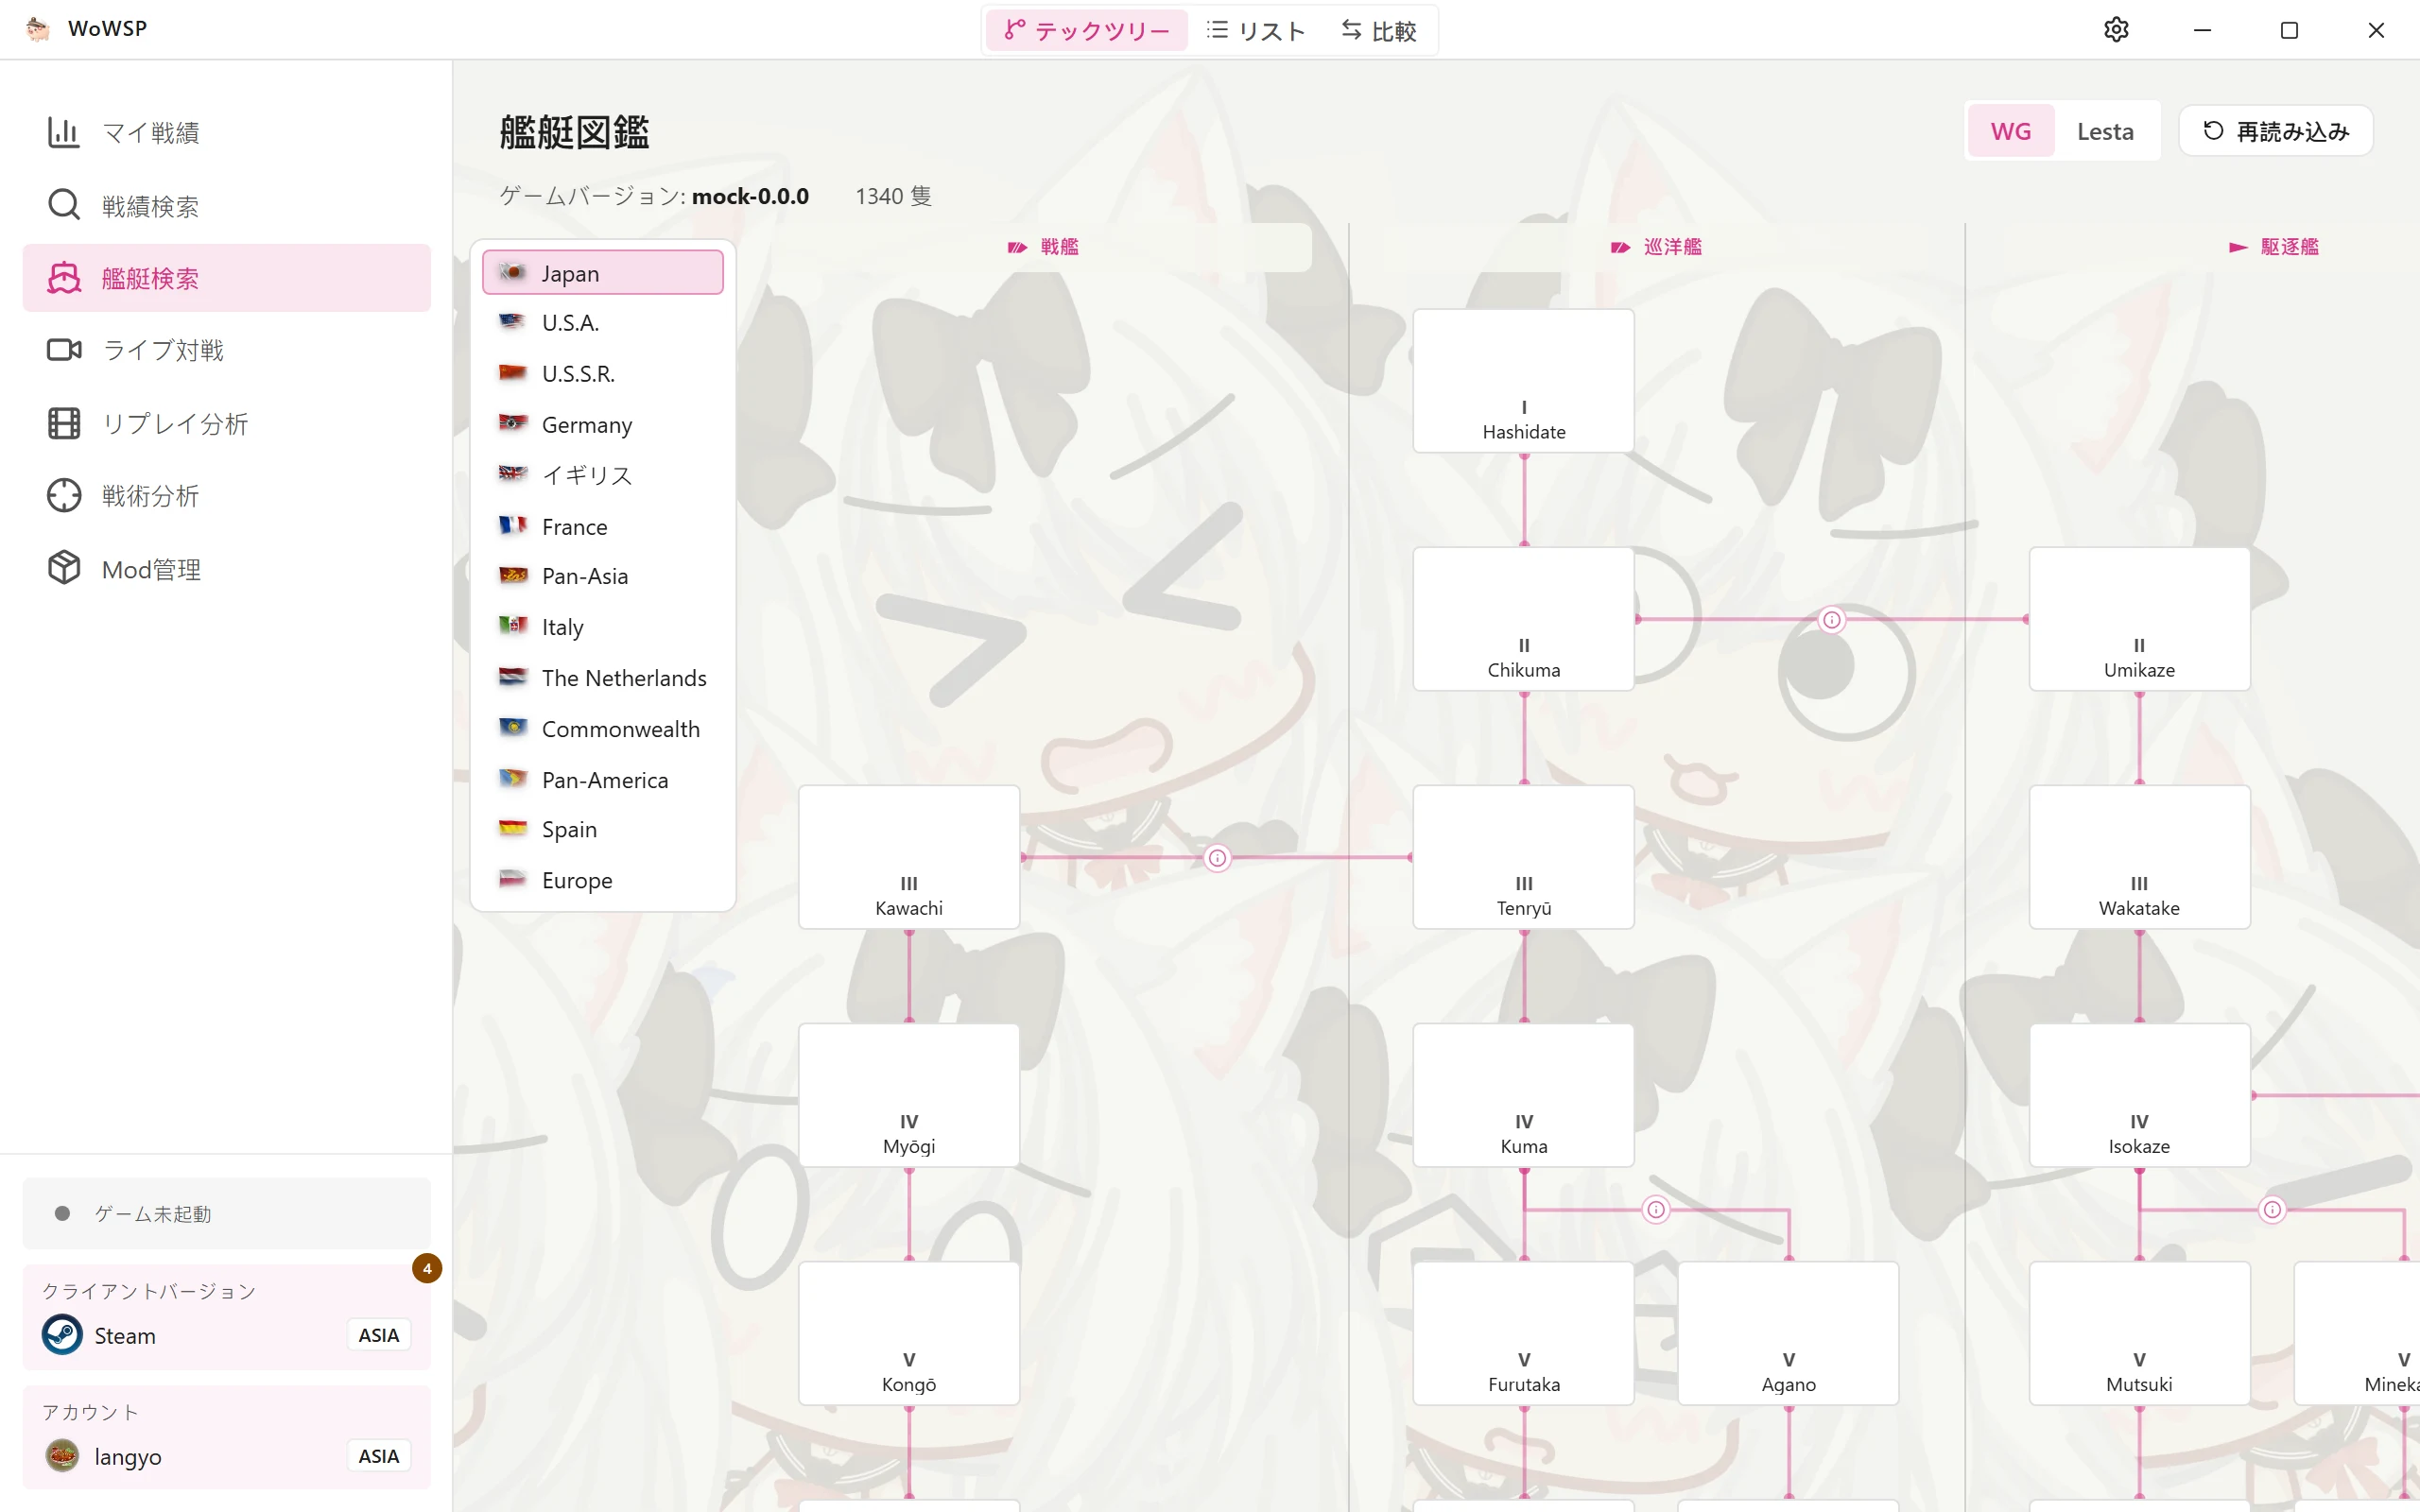 WoWSP
テックツリー
リスト
比較
マイ戦績
戦績検索
艦艇検索
ライブ対戦
リプレイ分析
戦術分析
Mod管理
ゲーム未起動
4
クライアントバージョン
Steam
ASIA
アカウント
langyo
ASIA
艦艇図鑑
WG
Lesta
再読み込み
ゲームバージョン: mock-0.0.0
1340 隻
Japan
U.S.A.
U.S.S.R.
Germany
イギリス
France
Pan-Asia
Italy
The Netherlands
Commonwealth
Pan-America
Spain
Europe
戦艦
巡洋艦
駆逐艦
I
Hashidate
II
Chikuma
II
Umikaze
III
Kawachi
III
Tenryū
III
Wakatake
IV
Myōgi
IV
Kuma
IV
Isokaze
V
Kongō
V
Furutaka
V
Agano
V
Mutsuki
V